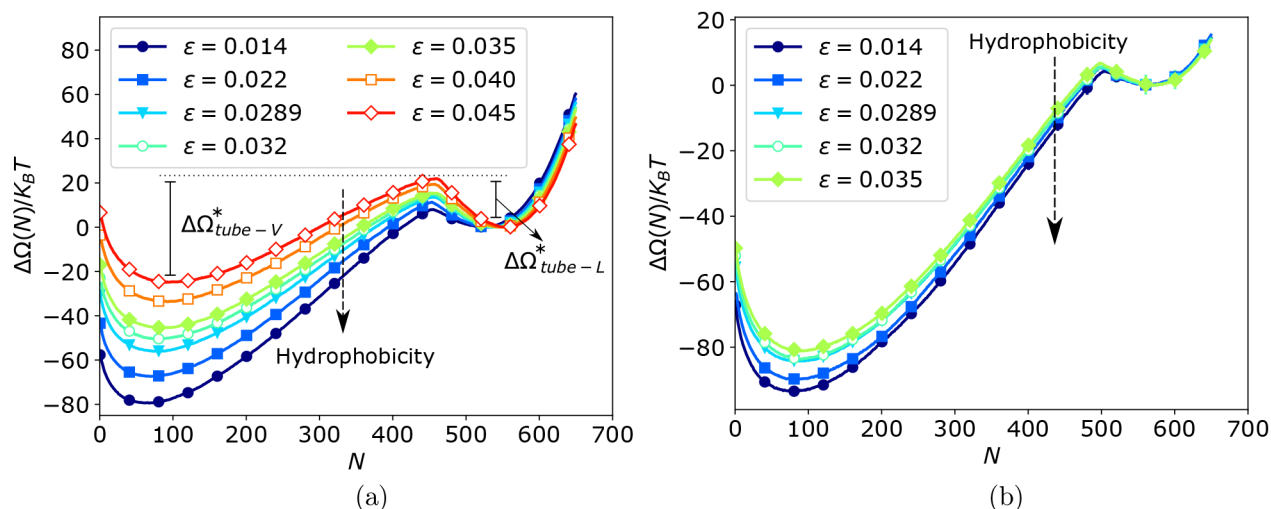 80
60
40
20
0
−20
−40
−60
−80
ΔΩ(N)/K_BT
ε = 0.014
ε = 0.022
ε = 0.0289
ε = 0.032
ε = 0.035
ε = 0.040
ε = 0.045
ΔΩ*tube−V
ΔΩ*tube−L
Hydrophobicity
0 100 200 300 400 500 600 700
N
(a)
20
0
−20
−40
−60
−80
ΔΩ(N)/K_BT
ε = 0.014
ε = 0.022
ε = 0.0289
ε = 0.032
ε = 0.035
Hydrophobicity
0 100 200 300 400 500 600 700
N
(b)